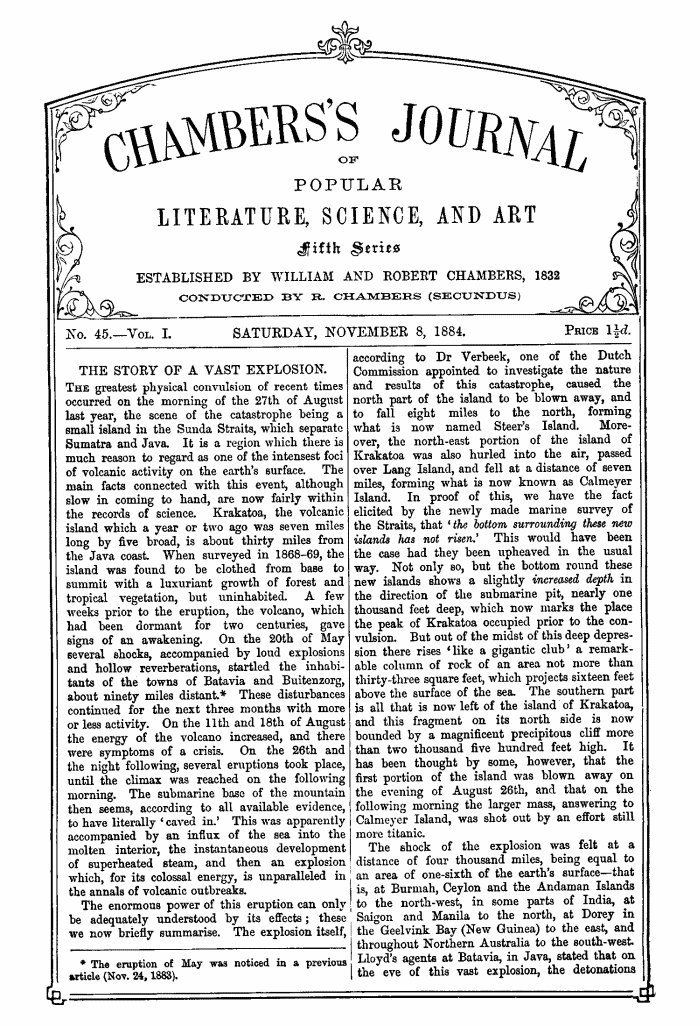 CHAMBERS'S JOURNAL
OF
POPULAR
LITERATURE, SCIENCE, AND ART
Fifth Series
ESTABLISHED BY WILLIAM AND ROBERT CHAMBERS, 1832
CONDUCTED BY R. CHAMBERS (SECUNDUS)
No. 45.—Vol. I.
SATURDAY, NOVEMBER 8, 1884.
Price 1½d.
THE STORY OF A VAST EXPLOSION.
The greatest physical convulsion of recent times
occurred on the morning of the 27th of August
last year, the scene of the catastrophe being a
small island in the Sunda Straits, which separate
Sumatra and Java. It is a region which there is
much reason to regard as one of the intensest foci
of volcanic activity on the earth's surface. The
main facts connected with this event, although
slow in coming to hand, are now fairly within
the records of science. Krakatoa, the volcanic
island which a year or two ago was seven miles
long by five broad, is about thirty miles from
the Java coast. When surveyed in 1868-69, the
island was found to be clothed from base to
summit with a luxuriant growth of forest and
tropical vegetation, but uninhabited. A few
weeks prior to the eruption, the volcano, which
had been dormant for two centuries, gave
signs of an awakening. On the 20th of May
several shocks, accompanied by loud explosions
and hollow reverberations, startled the inhabi-
tants of the towns of Batavia and Buitenzorg,
about ninety miles distant.* These disturbances
continued for the next three months with more
or less activity. On the 11th and 18th of August
the energy of the volcano increased, and there
were symptoms of a crisis. On the 26th and
the night following, several eruptions took place,
until the climax was reached on the following
morning. The submarine base of the mountain
then seems, according to all available evidence,
to have literally 'caved in.' This was apparently
accompanied by an influx of the sea into the
molten interior, the instantaneous development
of superheated steam, and then an explosion
which, for its colossal energy, is unparalleled in
the annals of volcanic outbreaks.
The enormous power of this eruption can only
be adequately understood by its effects; these
we now briefly summarise. The explosion itself,
* The eruption of May was noticed in a previous
article (Nov. 24, 1883).
according to Dr Verbeek, one of the Dutch
Commission appointed to investigate the nature
and results of this catastrophe, caused the
north part of the island to be blown away, and
to fall eight miles to the north, forming
what is now named Steer's Island. More-
over, the north-east portion of the island of
Krakatoa was also hurled into the air, passed
over Lang Island, and fell at a distance of seven
miles, forming what is now known as Calmeyer
Island. In proof of this, we have the fact
elicited by the newly made marine survey of
the Straits, that 'the bottom surrounding these new
islands has not risen.' This would have been
the case had they been upheaved in the usual
way. Not only so, but the bottom round these
new islands shows a slightly increased depth in
the direction of the submarine pit, nearly one
thousand feet deep, which now marks the place
the peak of Krakatoa occupied prior to the con-
vulsion. But out of the midst of this deep depres-
sion there rises 'like a gigantic club' a remark-
able column of rock of an area not more than
thirty-three square feet, which projects sixteen feet
above the surface of the sea. The southern part
is all that is now left of the island of Krakatoa,
and this fragment on its north side is now
bounded by a magnificent precipitous cliff more
than two thousand five hundred feet high. It
has been thought by some, however, that the
first portion of the island was blown away on
the evening of August 26th, and that on the
following morning the larger mass, answering to
Calmeyer Island, was shot out by an effort still
more titanic.
The shock of the explosion was felt at a
distance of four thousand miles, being equal to
an area of one-sixth of the earth's surface—that
is, at Burmah, Ceylon and the Andaman Islands
to the north-west, in some parts of India, at
Saigon and Manila to the north, at Dorey in
the Geelvink Bay (New Guinea) to the east, and
throughout Northern Australia to the south-west.
Lloyd's agents at Batavia, in Java, stated that on
the eve of this vast explosion, the detonations